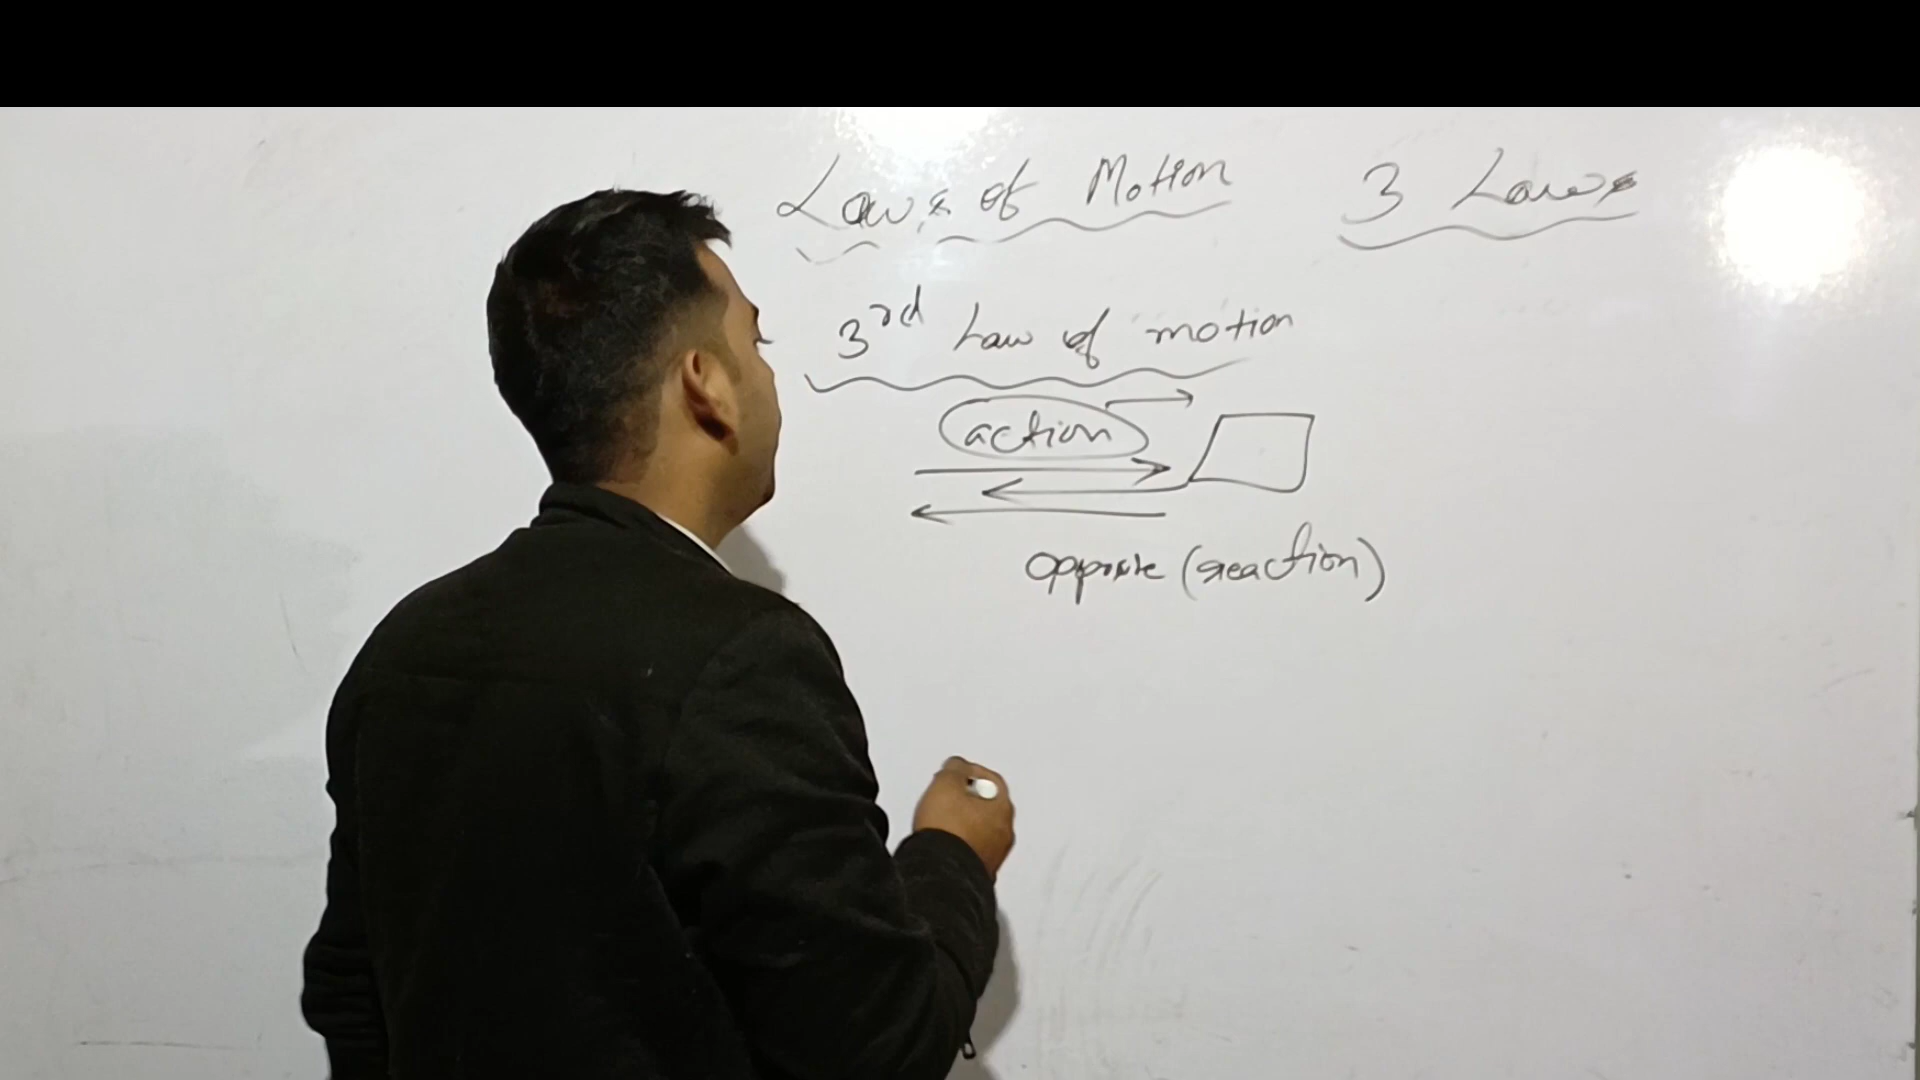 Laws of Motion 3 Laws
3rd Law of motion
action
opposite (reaction)